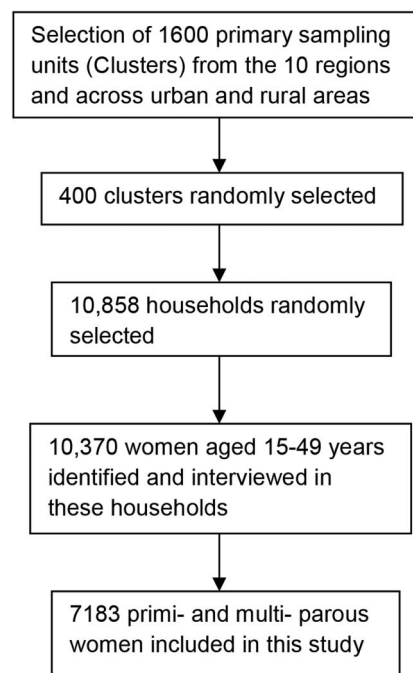 Selection of 1600 primary sampling
units (Clusters) from the 10 regions
and across urban and rural areas
400 clusters randomly selected
10,858 households randomly
selected
10,370 women aged 15-49 years
identified and interviewed in
these households
7183 primi- and multi- parous
women included in this study